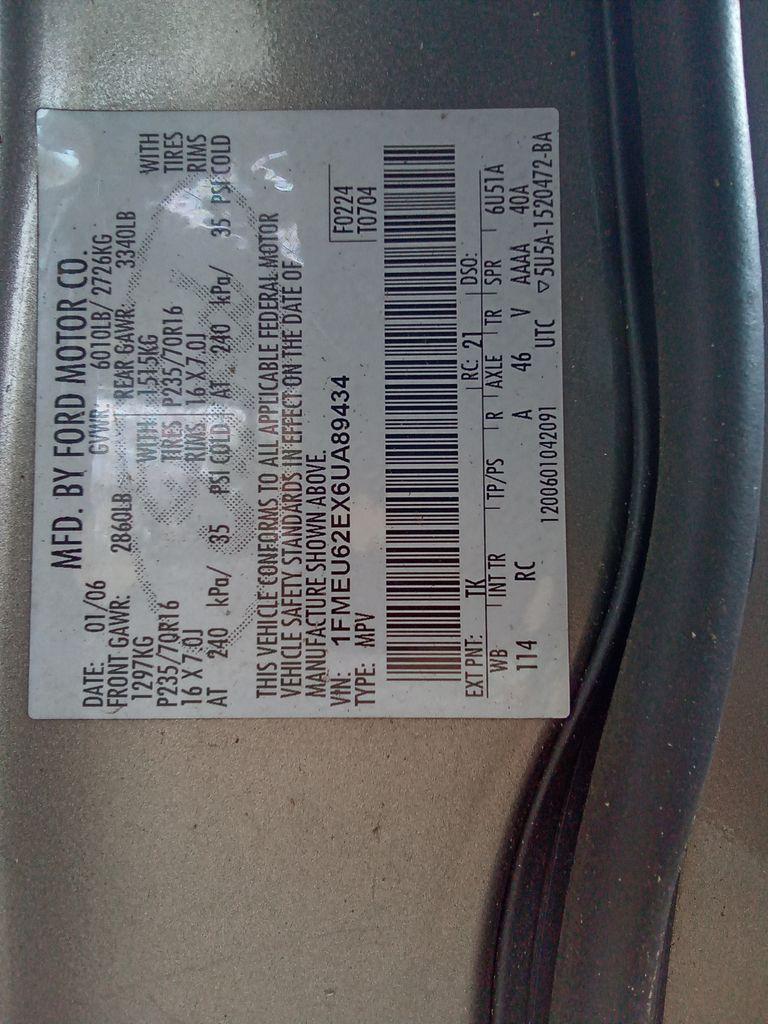 MFD. BY FORD MOTOR CO.
DATE: 01/06 GVWR: 6010LB/ 2726KG
FRONT GAWR: 2860LB REAR GAWR: 3340LB
1297KG WITH 1515KG WITH
P235/70R16 TIRES P235/70R16 TIRES
16 X 7.0J RIMS 16 X 7.0J RIMS
AT 240 kPa/ 35 PSI COLD AT 240 kPa/ 35 PSI COLD
THIS VEHICLE CONFORMS TO ALL APPLICABLE FEDERAL MOTOR
VEHICLE SAFETY STANDARDS IN EFFECT ON THE DATE OF
MANUFACTURE SHOWN ABOVE.
VIN: 1FMEU62EX6UA89434 F0224
TYPE: MPV T0704
EXT PNT: TK RC: 21 DSO:
WB INT TR TP/PS R AXLE TR SPR 6U51A
114 RC A 46 V AAAA 40A
1200601042091 UTC ▽5U5A-1520472-BA